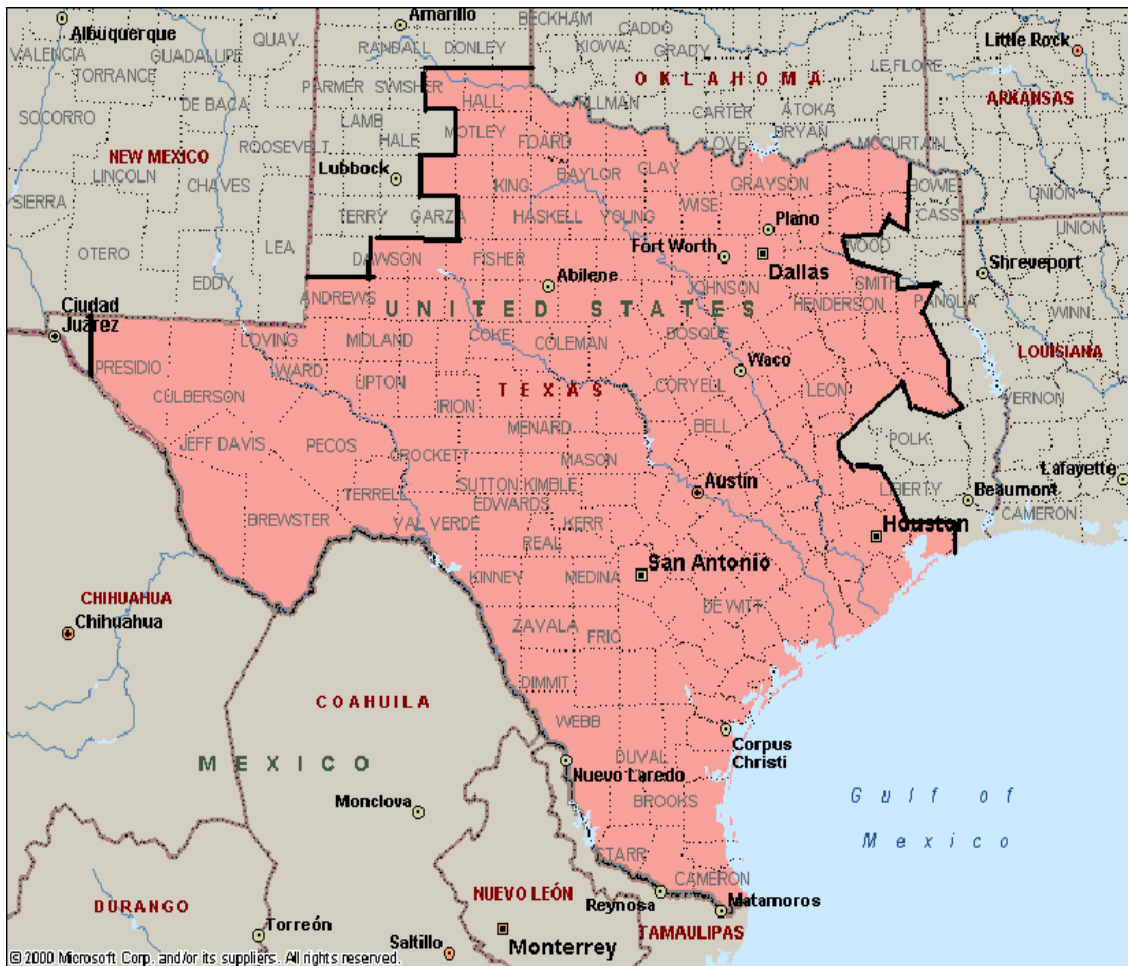 Amarillo
BECKHAM
CADDO
Albuquerque
QUAY
RANDALL
DONLEY
KIOWA
GRADY
Little Rock
VALENCIA
GUADALUPE
TORRANCE
PARMER
SWISHER
OKLAHOMA
LE FLORE
HALL
ARKANSAS
DE BACA
CARTER
ATOKA
SOCORRO
LAMB
MOTLEY
FOARD
LOVE
BRYAN
MCCURTAIN
HALE
NEW MEXICO
ROOSEVELT
LINCOLN
Lubbock
BAYLOR
CLAY
CHAVES
KING
GRAYSON
BOWIE
UNION
SIERRA
WISE
TERRY
GARZA
HASKELL
YOUNG
Plano
CASS
UNION
LEA
OTERO
DAWSON
FISHER
Fort Worth
WOOD
Dallas
Shreveport
EDDY
Abilene
JOHNSON
SMITH
ANDREWS
HENDERSON
PANOLA
Ciudad
Juárez
UNITED STATES
WINN
LOVING
MIDLAND
COKE
COLEMAN
BOSQUE
LOUISIANA
PRESIDIO
WARD
Waco
UPTON
TEXAS
CORYELL
LEON
CULBERSON
IRION
VERNON
MENARD
BELL
JEFF DAVIS
PECOS
POLK
CROCKETT
MASON
Lafayette
TERRELL
SUTTON
KIMBLE
Austin
LIBERTY
EDWARDS
Beaumont
BREWSTER
VAL VERDE
KERR
Houston
CAMERON
REAL
San Antonio
KINNEY
MEDINA
CHIHUAHUA
DE WITT
Chihuahua
ZAVALA
FRIO
DIMMIT
COAHUILA
WEBB
Corpus
Christi
DUVAL
MEXICO
Nuevo Laredo
Gulf of
Mexico
Monclova
BROOKS
STARR
CAMERON
NUEVO LEÓN
Reynosa
Matamoros
DURANGO
Torreón
TAMAULIPAS
Saltillo
Monterrey
© 2000 Microsoft Corp. and/or its suppliers. All rights reserved.